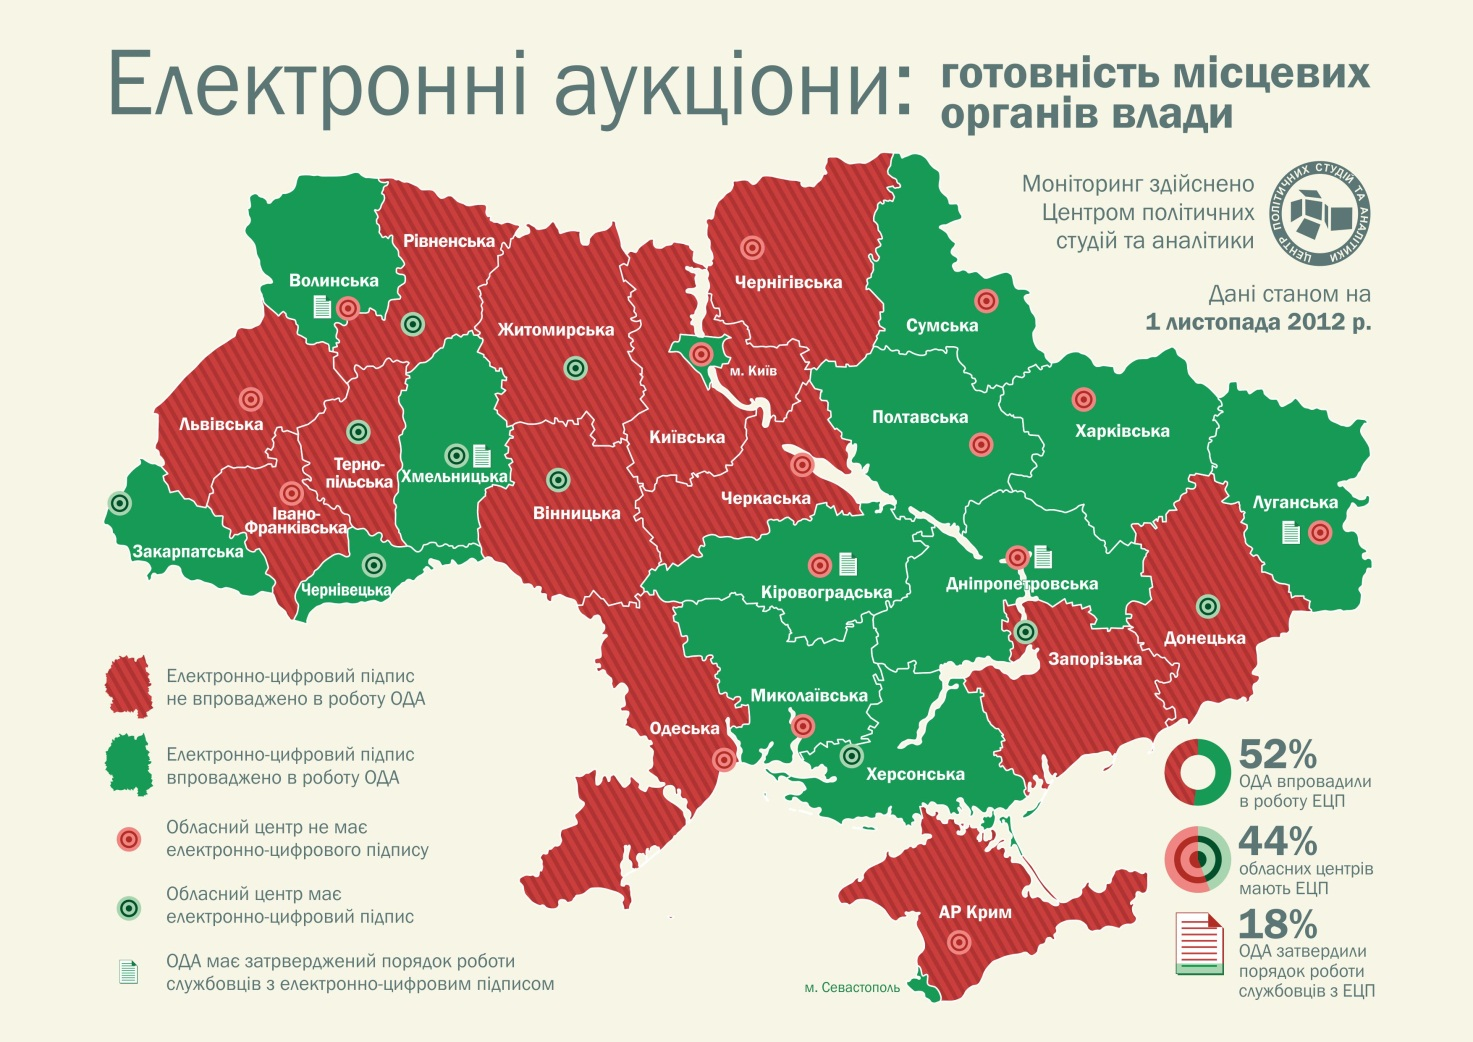 Електронні аукціони:
готовність місцевих
органів влади
Моніторинг здійснено
Центром політичних
студій та аналітики
ЦЕНТР ПОЛІТИЧНИХ СТУДІЙ ТА АНАЛІТИКИ
Дані станом на
1 листопада 2012 р.
Волинська
Рівненська
Житомирська
Чернігівська
Сумська
м. Київ
Київська
Львівська
Терно-
пільська
Хмельницька
Івано-
Франківська
Закарпатська
Чернівецька
Вінницька
Черкаська
Полтавська
Харківська
Луганська
Кіровоградська
Дніпропетровська
Донецька
Запорізька
Миколаївська
Одеська
Херсонська
АР Крим
м. Севастополь
Електронно-цифровий підпис
не впроваджено в роботу ОДА
Електронно-цифровий підпис
впроваджено в роботу ОДА
Обласний центр не має
електронно-цифрового підпису
Обласний центр має
електронно-цифровий підпис
ОДА має затрверджений порядок роботи
службовців з електронно-цифровим підписом
52%
ОДА впровадили
в роботу ЕЦП
44%
обласних центрів
мають ЕЦП
18%
ОДА затвердили
порядок роботи
службовців з ЕЦП